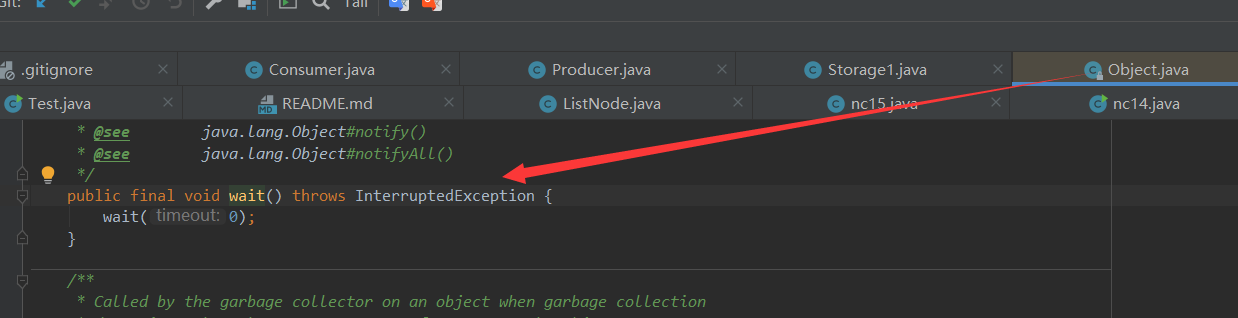 Git:
.gitignore Consumer.java Producer.java Storage1.java Object.java
Test.java README.md ListNode.java nc15.java nc14.java
* @see java.lang.Object#notify()
* @see java.lang.Object#notifyAll()
*/
public final void wait() throws InterruptedException {
wait( timeout: 0);
}
/**
* Called by the garbage collector on an object when garbage collection